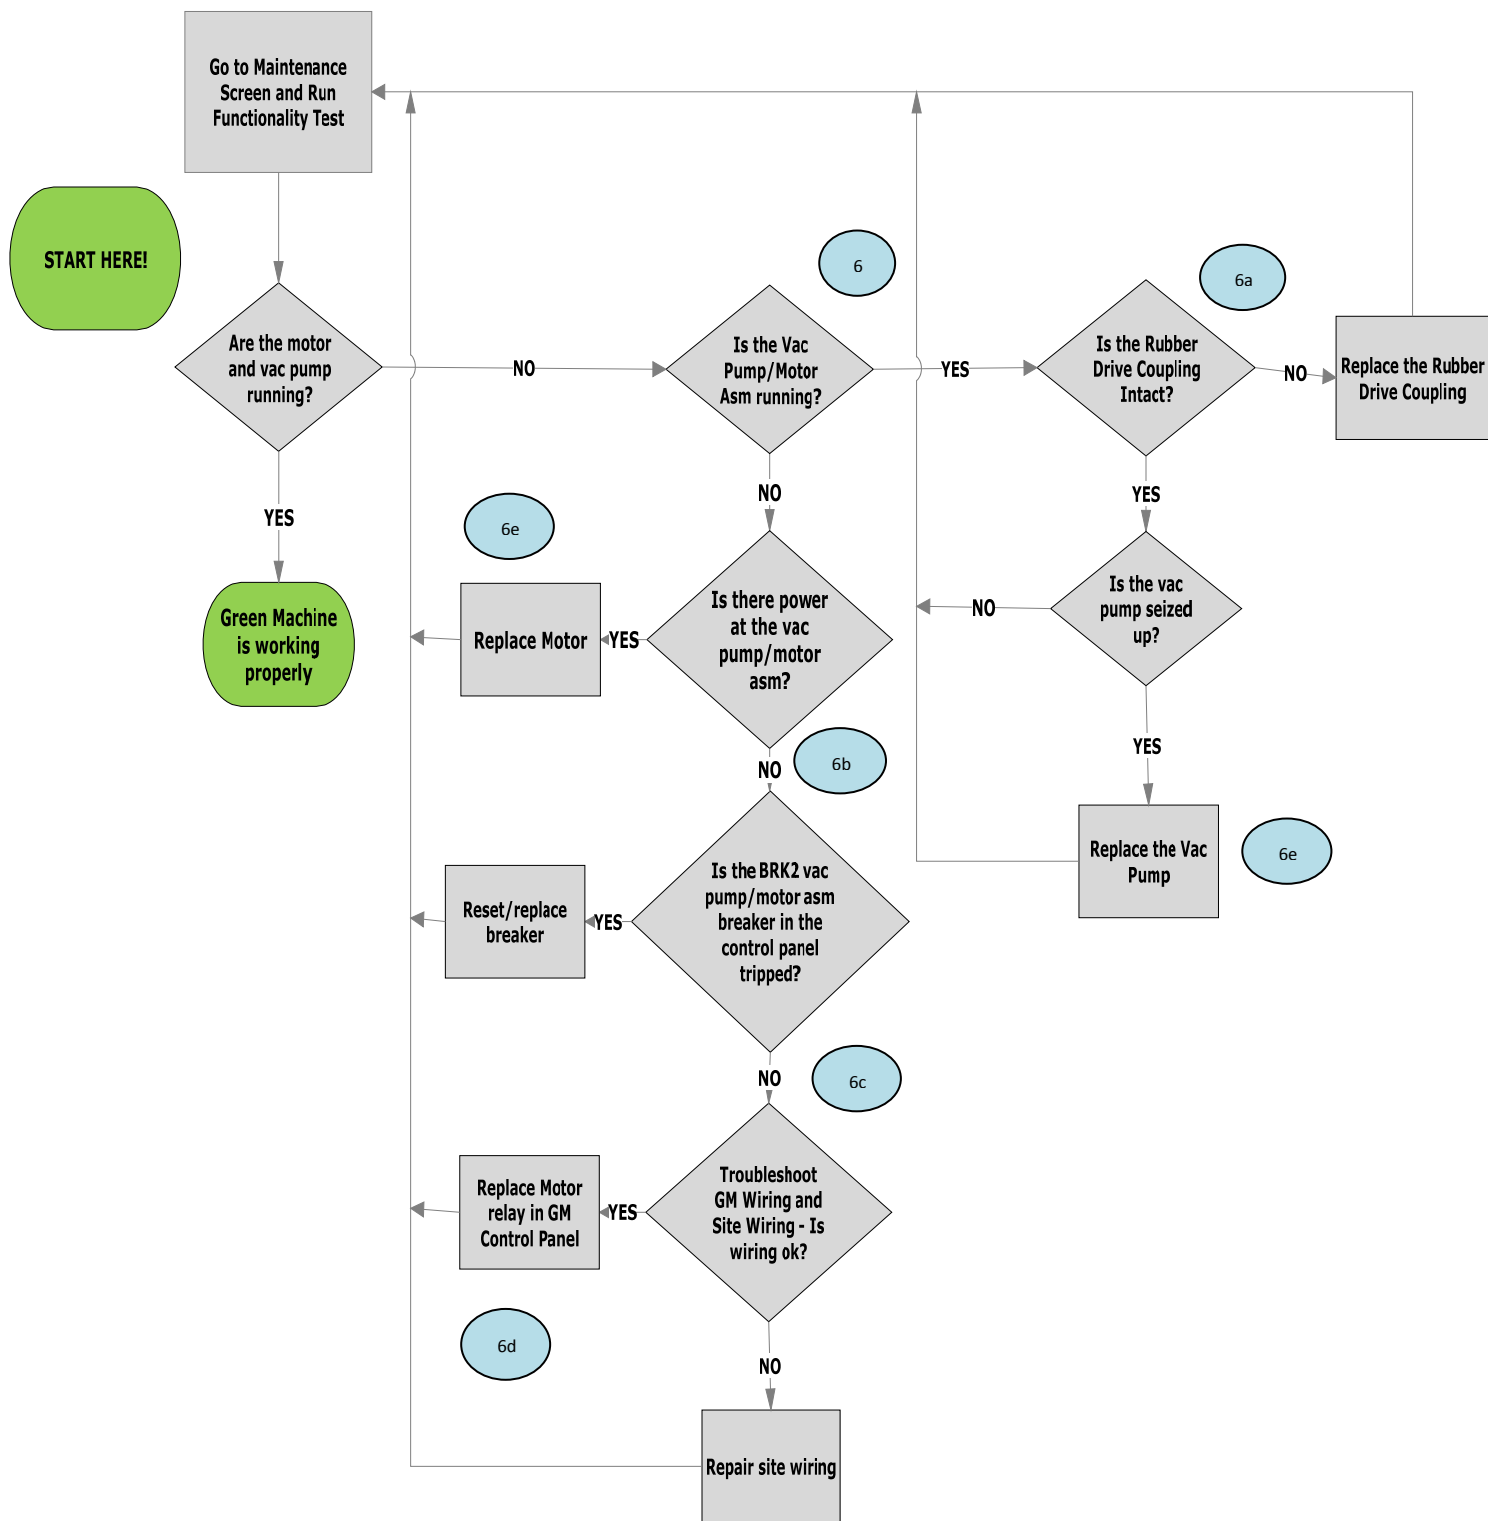 Go to Maintenance
Screen and Run
Functionality Test
START HERE!
Are the motor
and vac pump
running?
NO
6
Is the Vac
Pump/Motor
Asm running?
YES
6a
Is the Rubber
Drive Coupling
Intact?
NO
Replace the Rubber
Drive Coupling
YES
Green Machine
is working
properly
NO
YES
6e
Replace Motor
YES
Is there power
at the vac
pump/motor
asm?
NO
Is the vac
pump seized
up?
YES
Replace the Vac
Pump
6e
NO
6b
Reset/replace
breaker
YES
Is the BRK2 vac
pump/motor asm
breaker in the
control panel
tripped?
NO
6c
Replace Motor
relay in GM
Control Panel
YES
Troubleshoot
GM Wiring and
Site Wiring - Is
wiring ok?
6d
NO
Repair site wiring